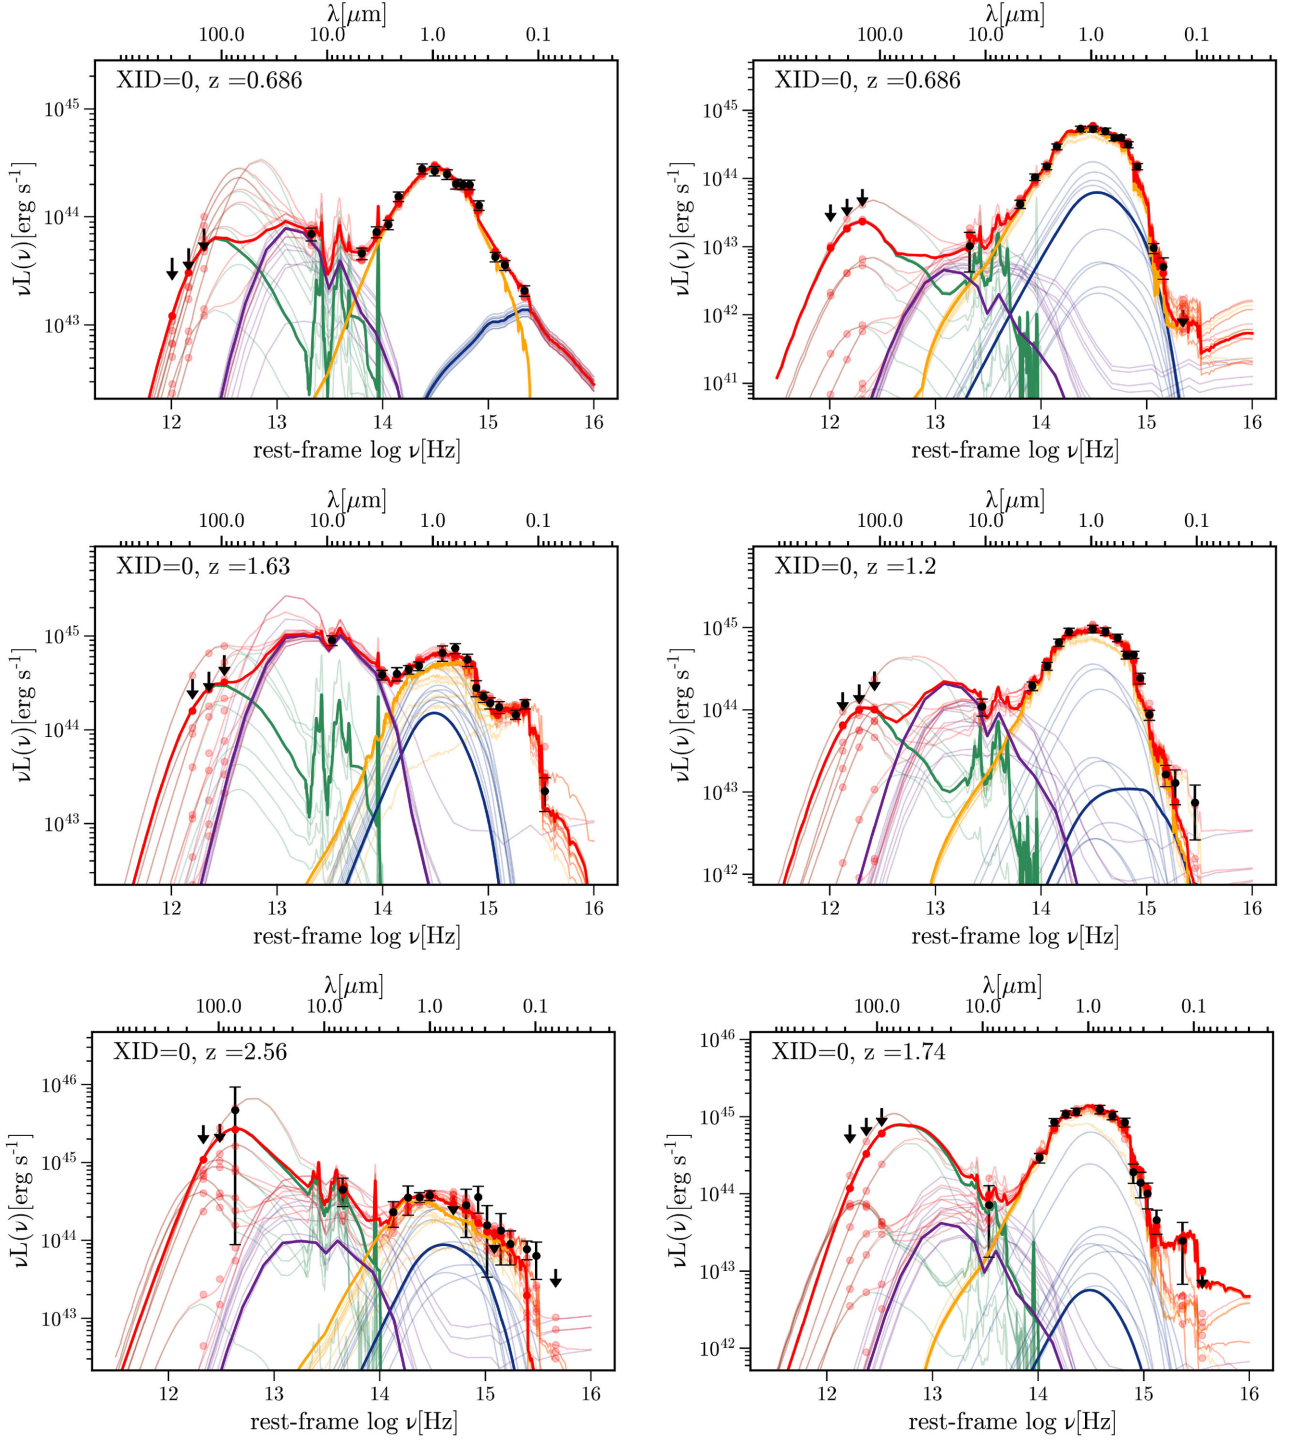 λ[μm]
100.0 10.0 1.0 0.1
XID=0, z =0.686
10^45
10^44
10^43
νL(ν)[erg s^-1]
12 13 14 15 16
rest-frame log ν[Hz]
λ[μm]
100.0 10.0 1.0 0.1
XID=0, z =0.686
10^45
10^44
10^43
10^42
10^41
νL(ν)[erg s^-1]
12 13 14 15 16
rest-frame log ν[Hz]
λ[μm]
100.0 10.0 1.0 0.1
XID=0, z =1.63
10^45
10^44
10^43
νL(ν)[erg s^-1]
12 13 14 15 16
rest-frame log ν[Hz]
λ[μm]
100.0 10.0 1.0 0.1
XID=0, z =1.2
10^45
10^44
10^43
10^42
νL(ν)[erg s^-1]
12 13 14 15 16
rest-frame log ν[Hz]
λ[μm]
100.0 10.0 1.0 0.1
XID=0, z =2.56
10^46
10^45
10^44
10^43
νL(ν)[erg s^-1]
12 13 14 15 16
rest-frame log ν[Hz]
λ[μm]
100.0 10.0 1.0 0.1
XID=0, z =1.74
10^46
10^45
10^44
10^43
10^42
νL(ν)[erg s^-1]
12 13 14 15 16
rest-frame log ν[Hz]